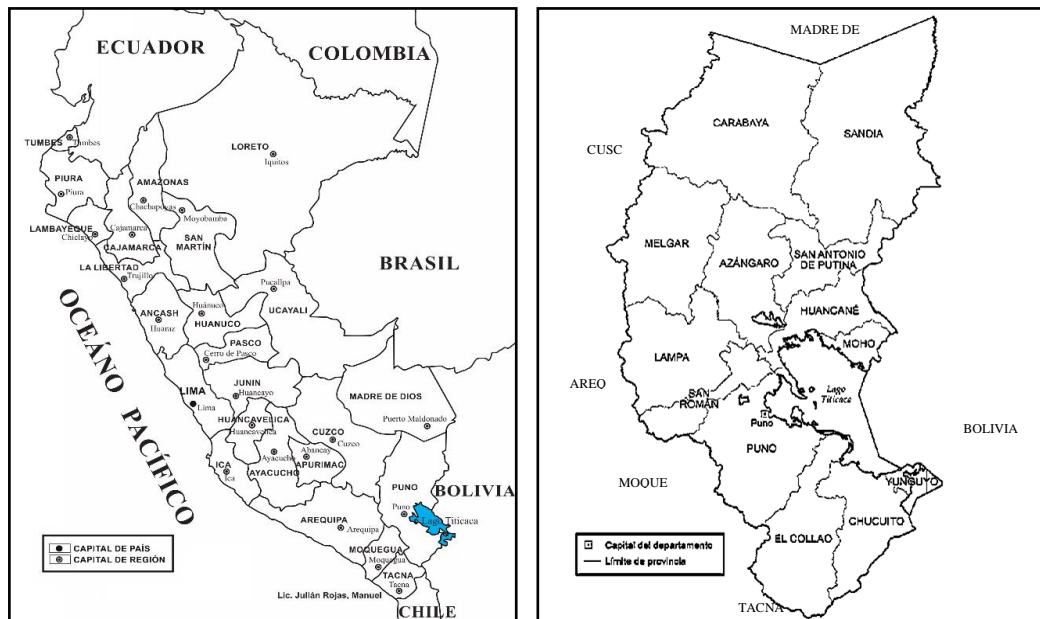 ECUADOR
COLOMBIA
TUMBES
Tumbes
LORETO
Iquitos
PIURA
Piura
AMAZONAS
Chachapoyas
Moyobamba
LAMBAYEQUE
Chiclayo
Cajamarca
CAJAMARCA
SAN
MARTÍN
LA LIBERTAD
Trujillo
BRASIL
Pucallpa
UCAYALI
ANCASH
Huaraz
Huánuco
HUANUCO
PASCO
Cerro de Pasco
OCEÁNO PACÍFICO
LIMA
Lima
JUNIN
Huancayo
MADRE DE DIOS
Puerto Maldonado
HUANCAVELICA
Huancavelica
CUZCO
Cuzco
Abancay
APURIMAC
Ayacucho
AYACUCHO
ICA
Ica
PUNO
Puno
BOLIVIA
Lago Titicaca
AREQUIPA
Arequipa
MOQUEGUA
Moquegua
TACNA
Tacna
CAPITAL DE PAÍS
CAPITAL DE REGIÓN
Lic. Julián Rojas, Manuel
CHILE
MADRE DE
CARABAYA
SANDIA
CUSC
MELGAR
AZÁNGARO
SAN ANTONIO
DE PUTINA
HUANCANÉ
MOHO
LAMPA
AREQ
SAN
ROMÁN
Lago
Titicaca
Puno
PUNO
BOLIVIA
MOQUE
YUNGUYO
CHUCUITO
EL COLLAO
Capital del departamento
Límite de provincia
TACNA